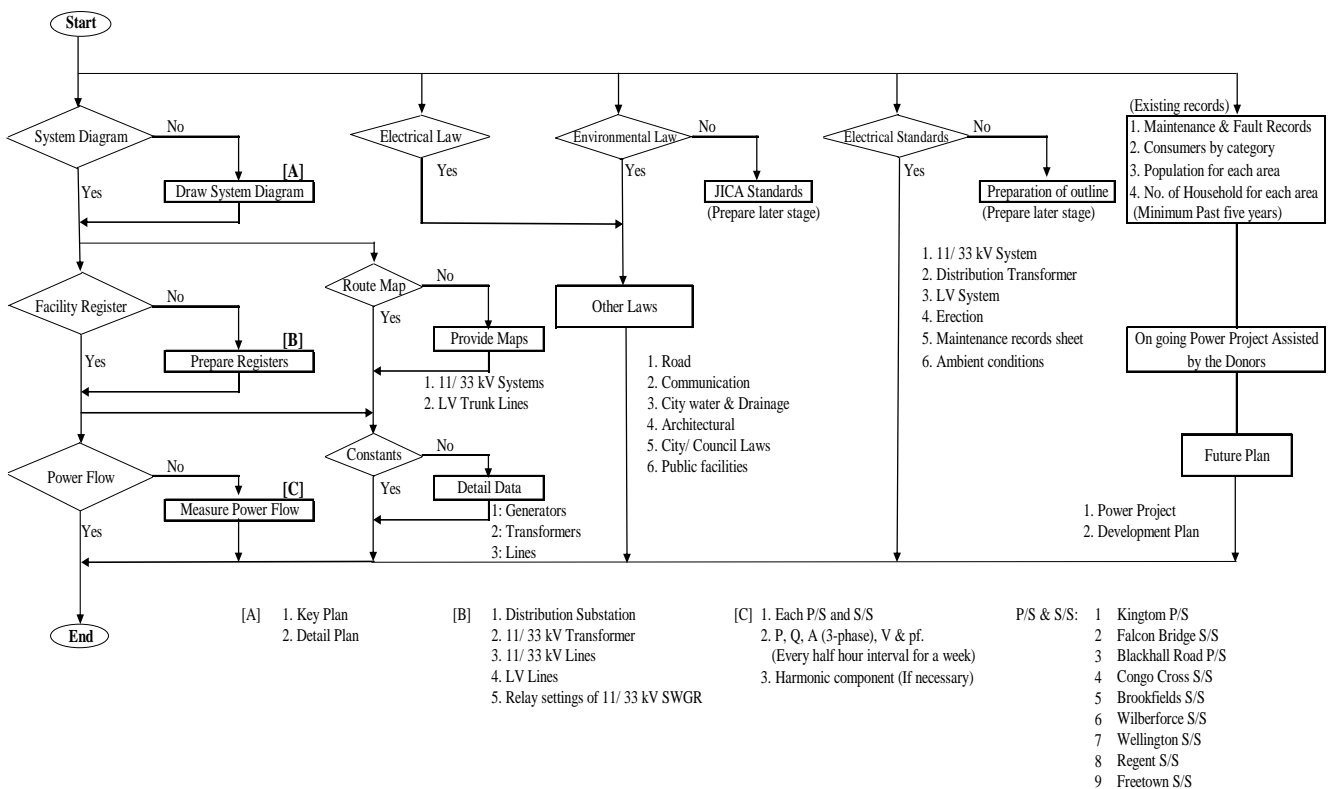 Start
System Diagram
No
Yes
[A]
Draw System Diagram
Electrical Law
Yes
Environmental Law
No
Yes
JICA Standards
(Prepare later stage)
Electrical Standards
No
Yes
Preparation of outline
(Prepare later stage)
(Existing records)
1. Maintenance & Fault Records
2. Consumers by category
3. Population for each area
4. No. of Household for each area
(Minimum Past five years)
Facility Register
No
Yes
[B]
Prepare Registers
Route Map
No
Yes
Provide Maps
1. 11/ 33 kV Systems
2. LV Trunk Lines
Other Laws
1. Road
2. Communication
3. City water & Drainage
4. Architectural
5. City/ Council Laws
6. Public facilities
1. 11/ 33 kV System
2. Distribution Transformer
3. LV System
4. Erection
5. Maintenance records sheet
6. Ambient conditions
On going Power Project Assisted
by the Donors
Power Flow
No
Yes
[C]
Measure Power Flow
Constants
No
Yes
Detail Data
1: Generators
2: Transformers
3: Lines
Future Plan
1. Power Project
2. Development Plan
End
[A] 1. Key Plan
2. Detail Plan
[B] 1. Distribution Substation
2. 11/ 33 kV Transformer
3. 11/ 33 kV Lines
4. LV Lines
5. Relay settings of 11/ 33 kV SWGR
[C] 1. Each P/S and S/S
2. P, Q, A (3-phase), V & pf.
(Every half hour interval for a week)
3. Harmonic component (If necessary)
P/S & S/S: 1 Kingtom P/S
2 Falcon Bridge S/S
3 Blackhall Road P/S
4 Congo Cross S/S
5 Brookfields S/S
6 Wilberforce S/S
7 Wellington S/S
8 Regent S/S
9 Freetown S/S